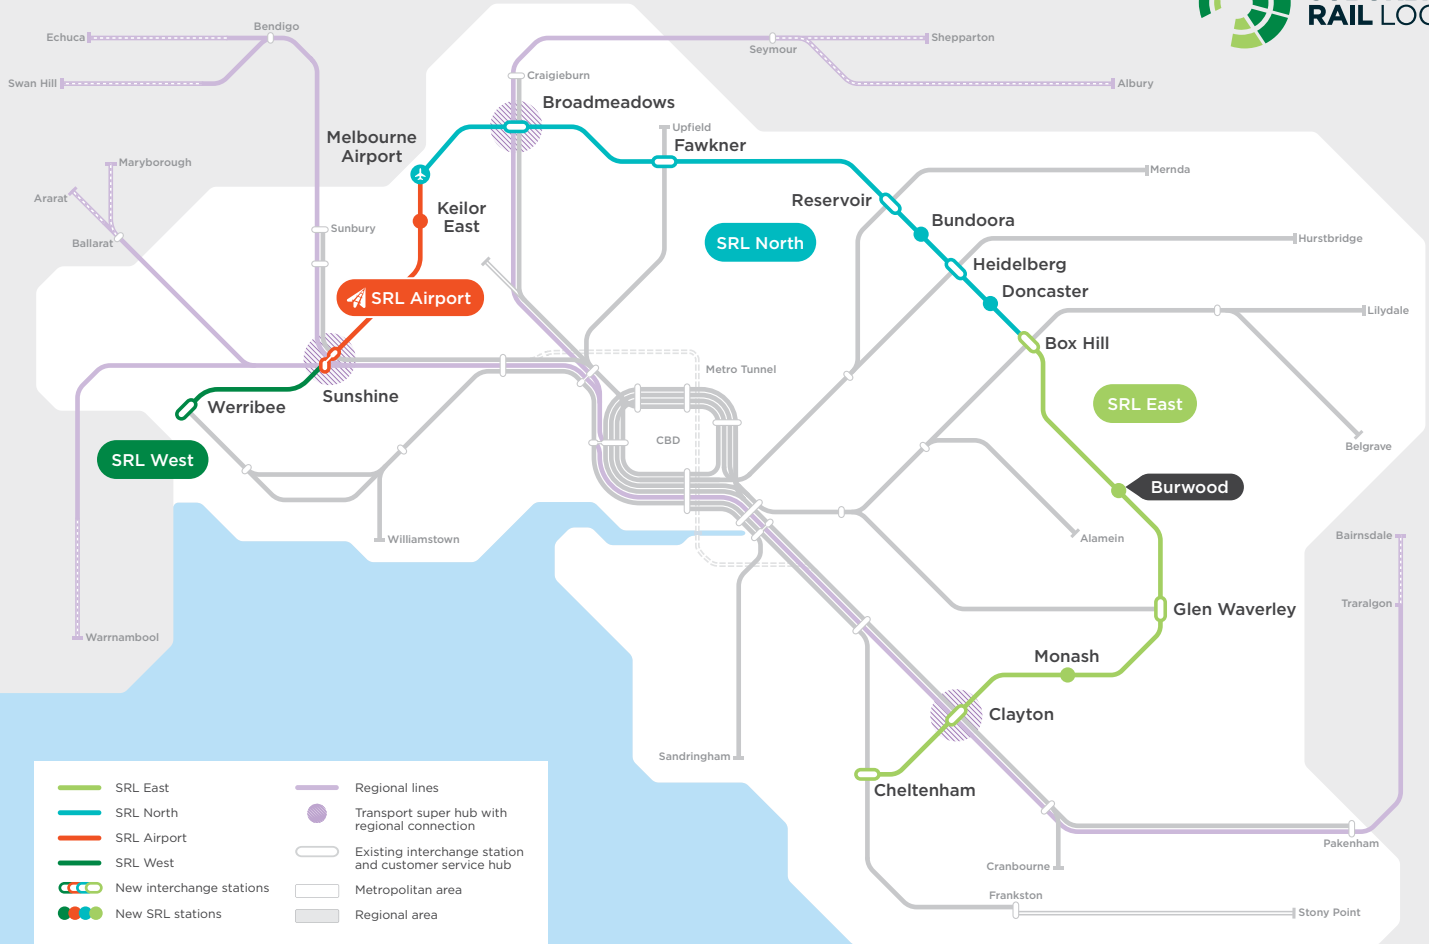 RAIL LOO
Echuca
Bendigo
Swan Hill
Seymour
Shepparton
Albury
Craigieburn
Broadmeadows
Melbourne
Airport
Upfield
Fawkner
Maryborough
Ararat
Ballarat
Sunbury
Keilor
East
Mernda
Reservoir
Bundoora
SRL North
Hurstbridge
Heidelberg
Doncaster
SRL Airport
Lilydale
Box Hill
Metro Tunnel
Sunshine
Werribee
SRL East
CBD
Belgrave
SRL West
Burwood
Williamstown
Alamein
Bairnsdale
Traralgon
Glen Waverley
Warrnambool
Monash
Clayton
Sandringham
Cheltenham
Pakenham
Cranbourne
Frankston
Stony Point
SRL East
SRL North
SRL Airport
SRL West
New interchange stations
New SRL stations
Regional lines
Transport super hub with
regional connection
Existing interchange station
and customer service hub
Metropolitan area
Regional area